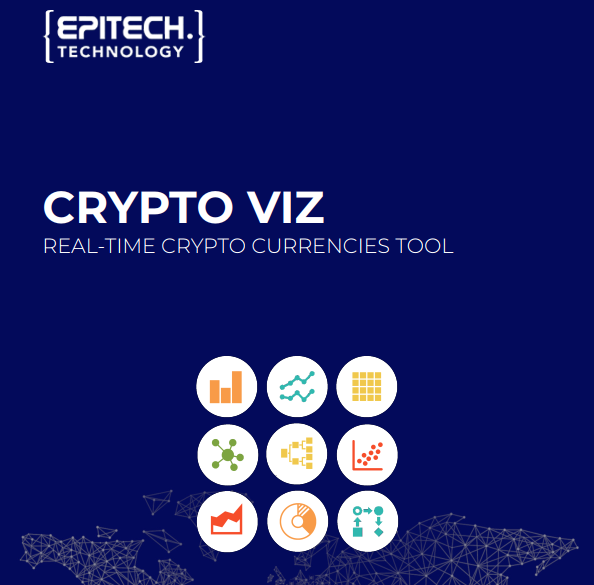 {EPITECH.}
TECHNOLOGY
CRYPTO VIZ
REAL-TIME CRYPTO CURRENCIES TOOL